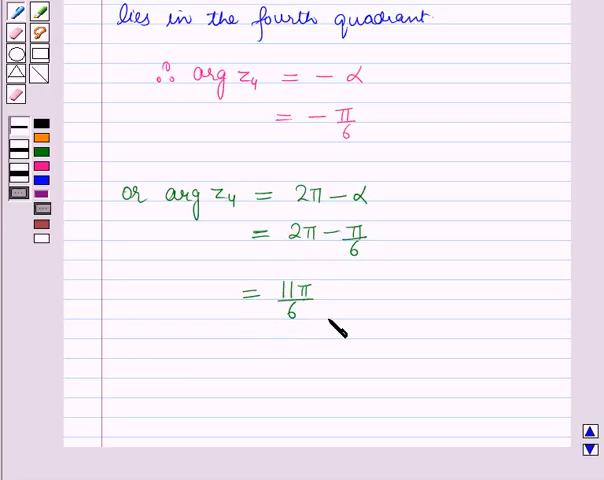 lies in the fourth quadrant.
∴ arg z₄ = - α
= - π/6
or arg z₄ = 2π - α
= 2π - π/6
= 11π/6